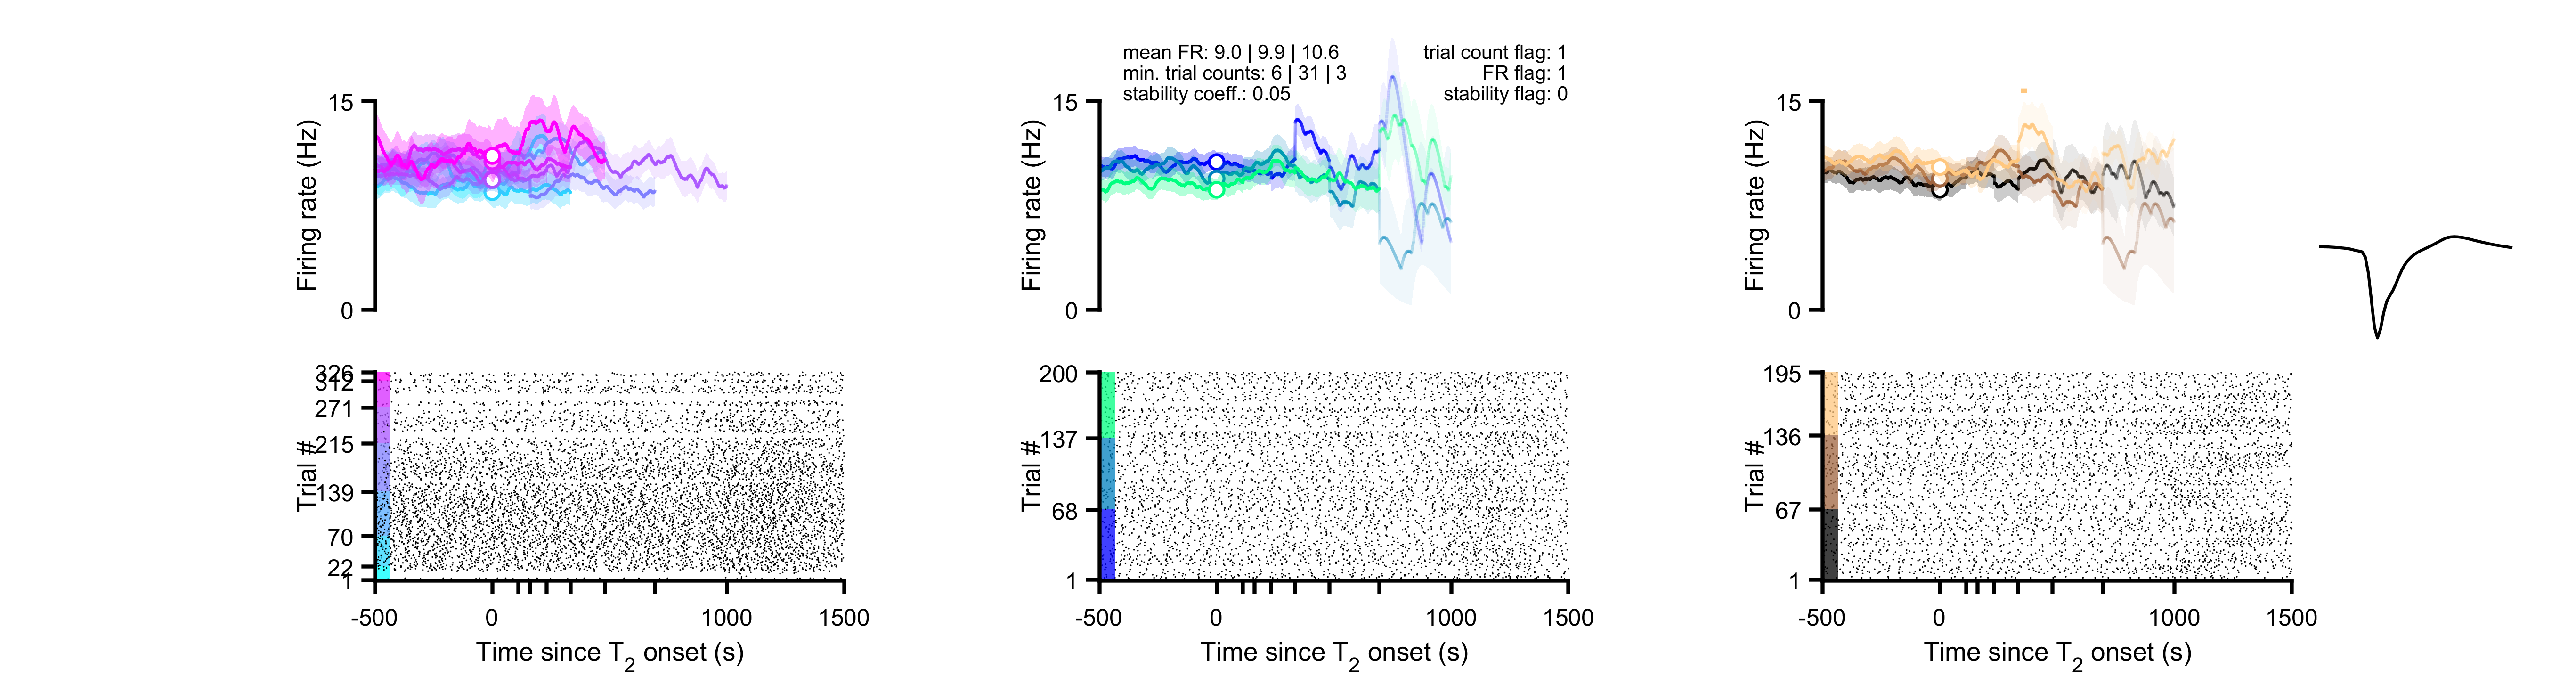 mean FR: 9.0 | 9.9 | 10.6
min. trial counts: 6 | 31 | 3
stability coeff.: 0.05
trial count flag: 1
FR flag: 1
stability flag: 0
15
Firing rate (Hz)
0
15
Firing rate (Hz)
0
15
Firing rate (Hz)
0
326
342
271
215
139
70
22
1
Trial #
-500
0
1000
1500
Time since T2 onset (s)
200
137
68
1
Trial #
-500
0
1000
1500
Time since T2 onset (s)
195
136
67
1
Trial #
-500
0
1000
1500
Time since T2 onset (s)